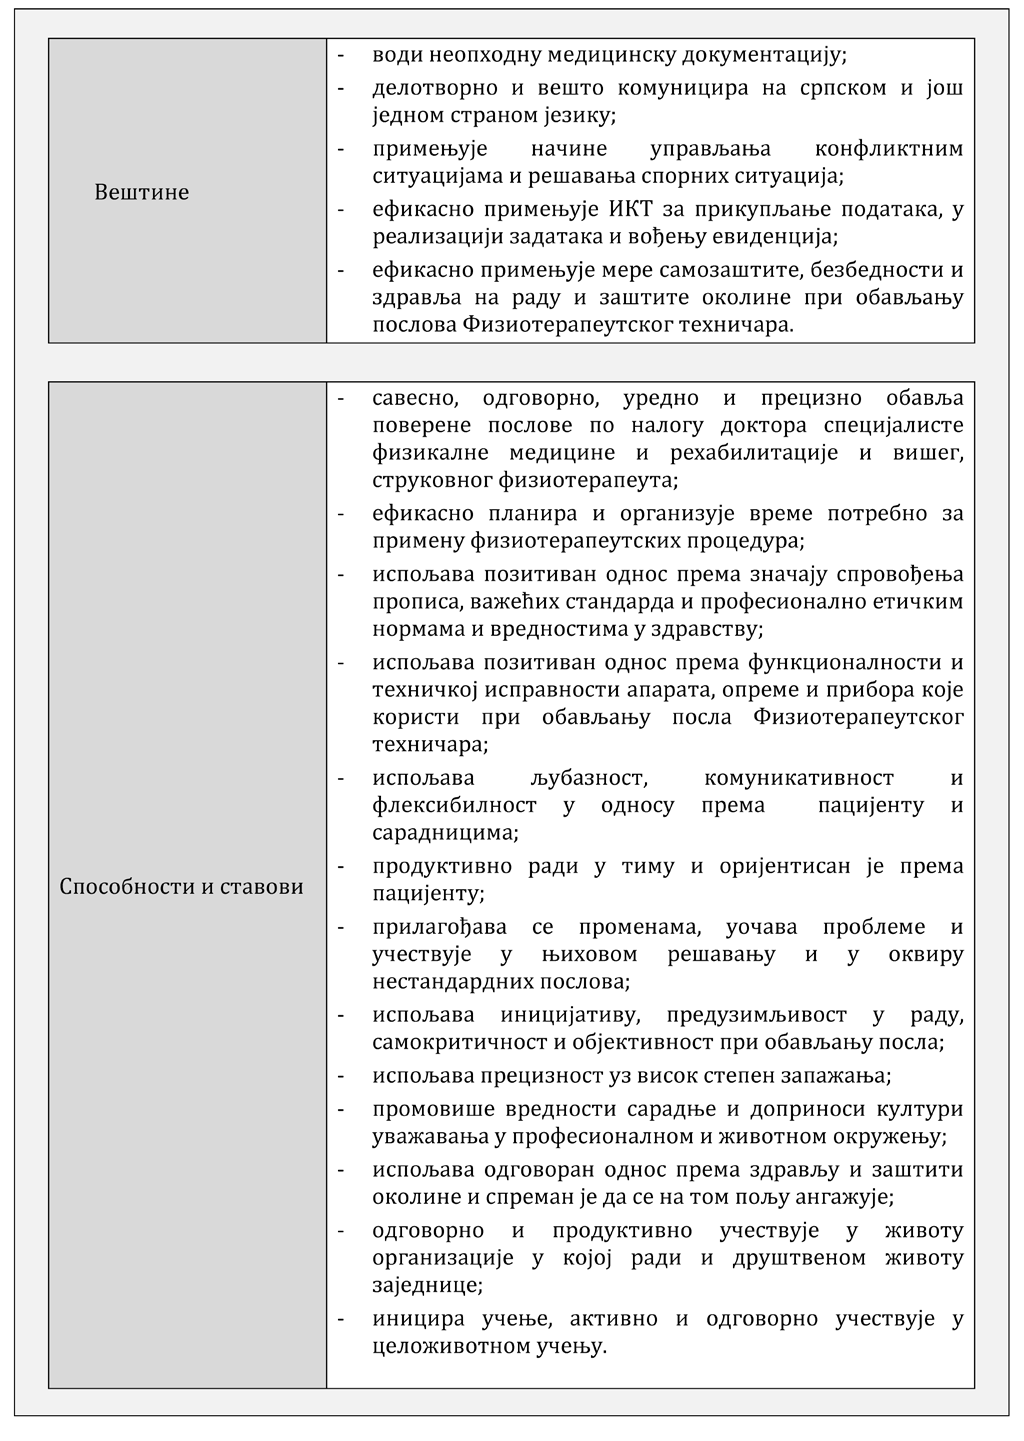 Вештине
- води неопходну медицинску документацију;
- делотворно и вешто комуницира на српском и још
једном страном језику;
- примењује начине управљања конфликтним
ситуацијама и решавања спорних ситуација;
- ефикасно примењује ИКТ за прикупљање података, у
реализацији задатака и вођењу евиденција;
- ефикасно примењује мере самозаштите, безбедности и
здравља на раду и заштите околине при обављању
послова Физиотерапеутског техничара.
Способности и ставови
- савесно, одговорно, уредно и прецизно обавља
поверене послове по налогу доктора специјалисте
физикалне медицине и рехабилитације и вишег,
струковног физиотерапеута;
- ефикасно планира и организује време потребно за
примену физиотерапеутских процедура;
- испољава позитиван однос према значају спровођења
прописа, важећих стандарда и професионално етичким
нормама и вредностима у здравству;
- испољава позитиван однос према функционалности и
техничкој исправности апарата, опреме и прибора које
користи при обављању посла Физиотерапеутског
техничара;
- испољава љубазност, комуникативност и
флексибилност у односу према пацијенту и
сарадницима;
- продуктивно ради у тиму и оријентисан је према
пацијенту;
- прилагођава се променама, уочава проблеме и
учествује у њиховом решавању и у оквиру
нестандардних послова;
- испољава иницијативу, предузимљивост у раду,
самокритичност и објективност при обављању посла;
- испољава прецизност уз висок степен запажања;
- промовише вредности сарадње и доприноси култури
уважавања у професионалном и животном окружењу;
- испољава одговоран однос према здрављу и заштити
околине и спреман је да се на том пољу ангажује;
- одговорно и продуктивно учествује у животу
организације у којој ради и друштвеном животу
заједнице;
- иницира учење, активно и одговорно учествује у
целоживотном учењу.